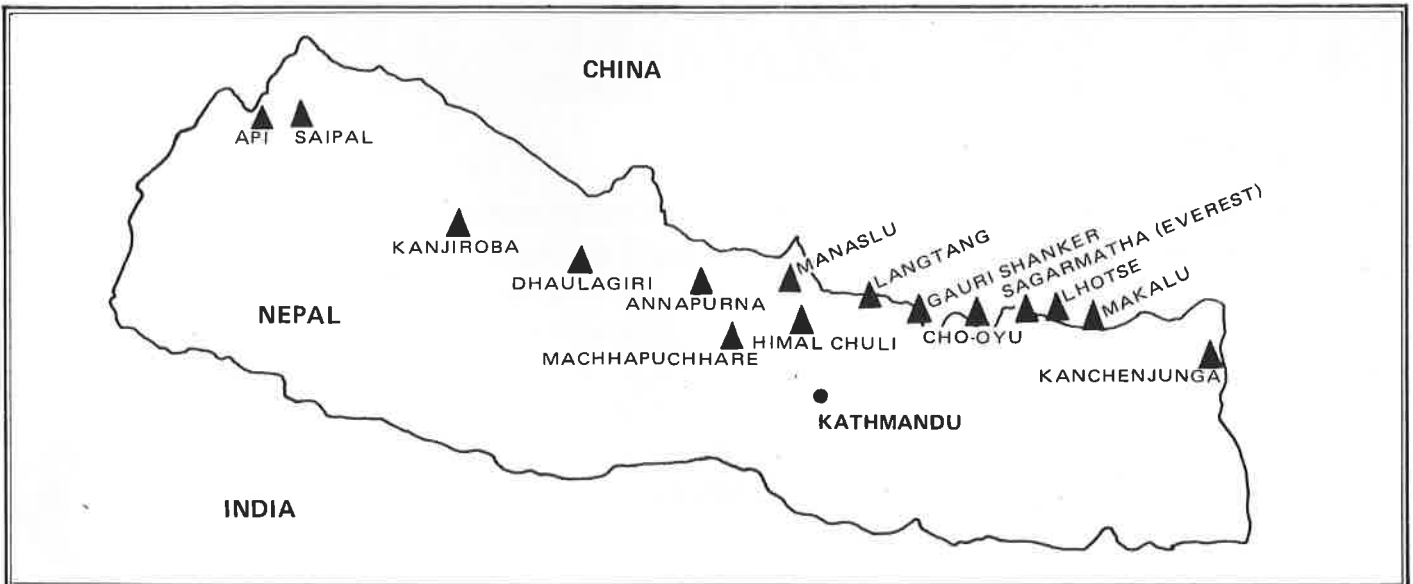 CHINA
API
SAIPAL
KANJIROBA
DHAULAGIRI
ANNAPURNA
MANASLU
LANGTANG
GAURI SHANKER
SAGARMATHA (EVEREST)
LHOTSE
MAKALU
NEPAL
MACHHAPUCHHARE
HIMAL CHULI
CHO-OYU
KANCHENJUNGA
KATHMANDU
INDIA